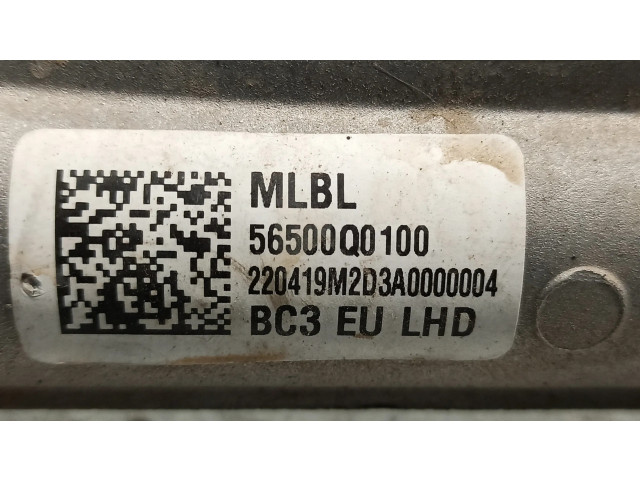 MLBL
56500Q0100
220419M2D3A0000004
BC3 EU LHD